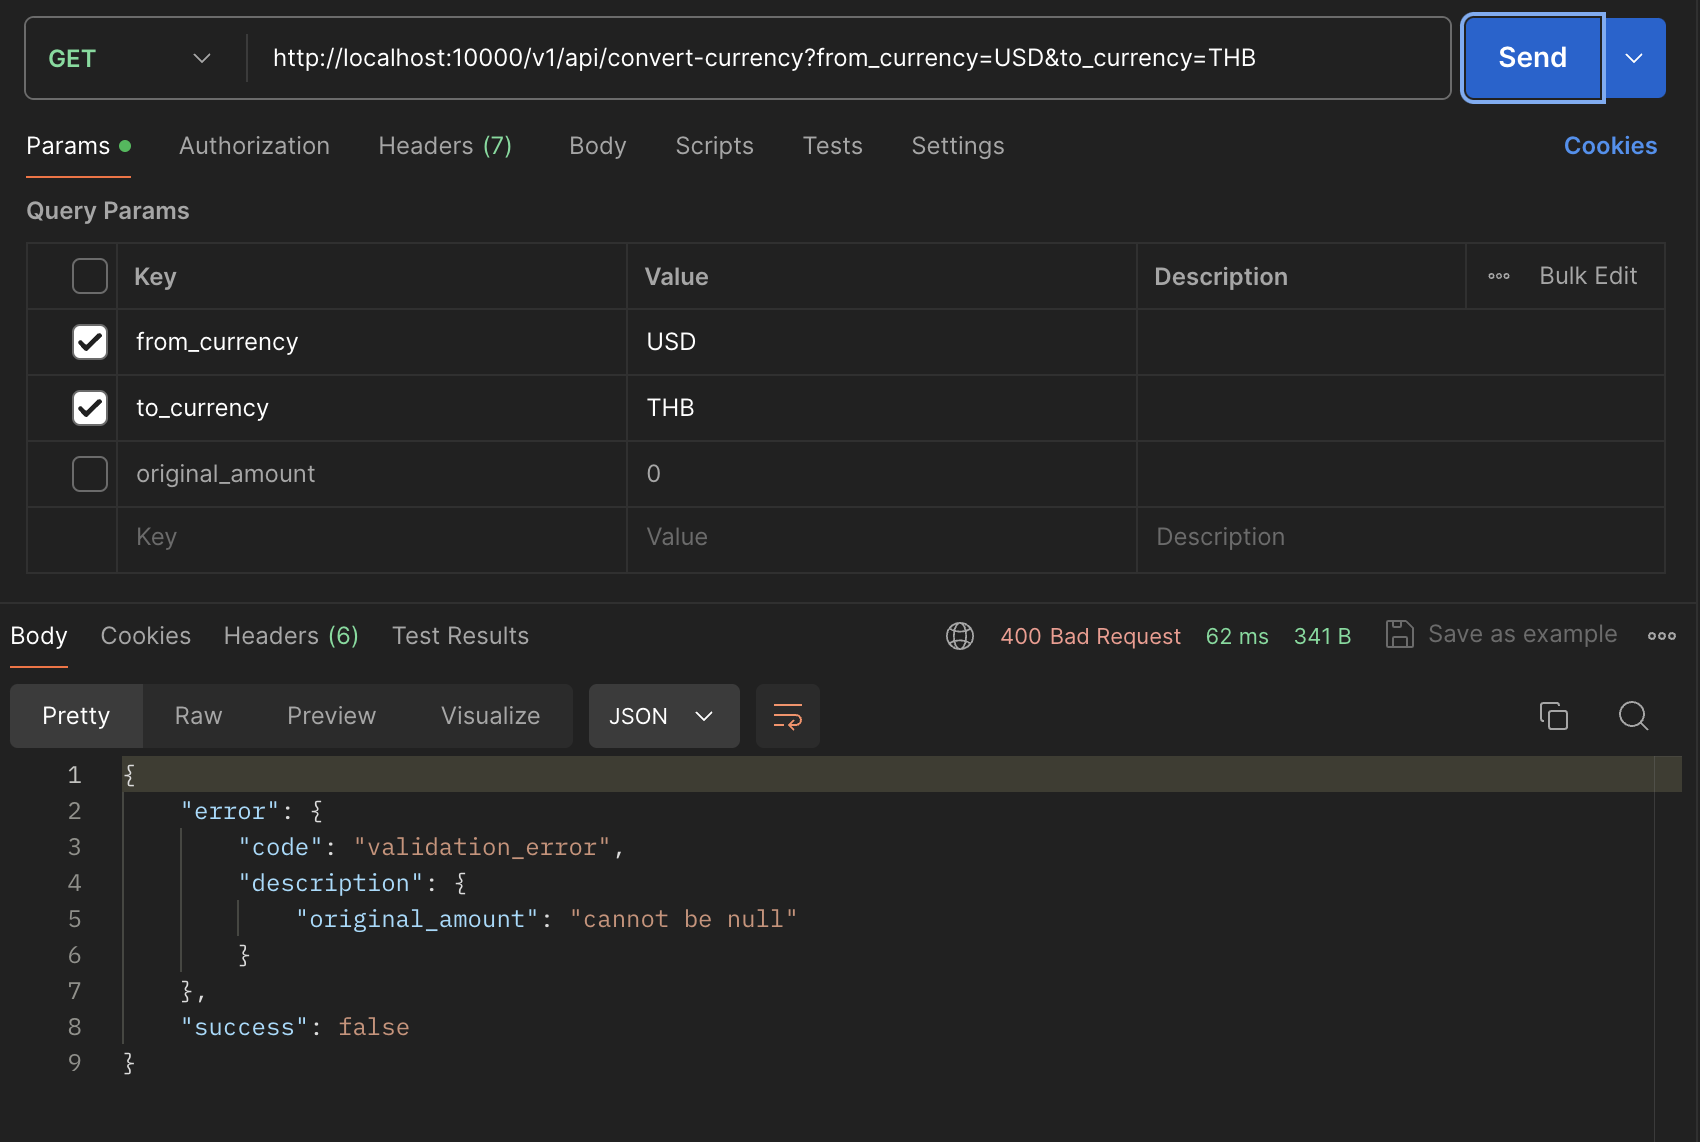 GET http://localhost:10000/v1/api/convert-currency?from_currency=USD&to_currency=THB Send
Params Authorization Headers (7) Body Scripts Tests Settings Cookies
Query Params
Key Value Description Bulk Edit
from_currency USD
to_currency THB
original_amount 0
Key Value Description
Body Cookies Headers (6) Test Results 400 Bad Request 62 ms 341 B Save as example
Pretty Raw Preview Visualize JSON
1 {
2 "error": {
3 "code": "validation_error",
4 "description": {
5 "original_amount": "cannot be null"
6 }
7 },
8 "success": false
9 }